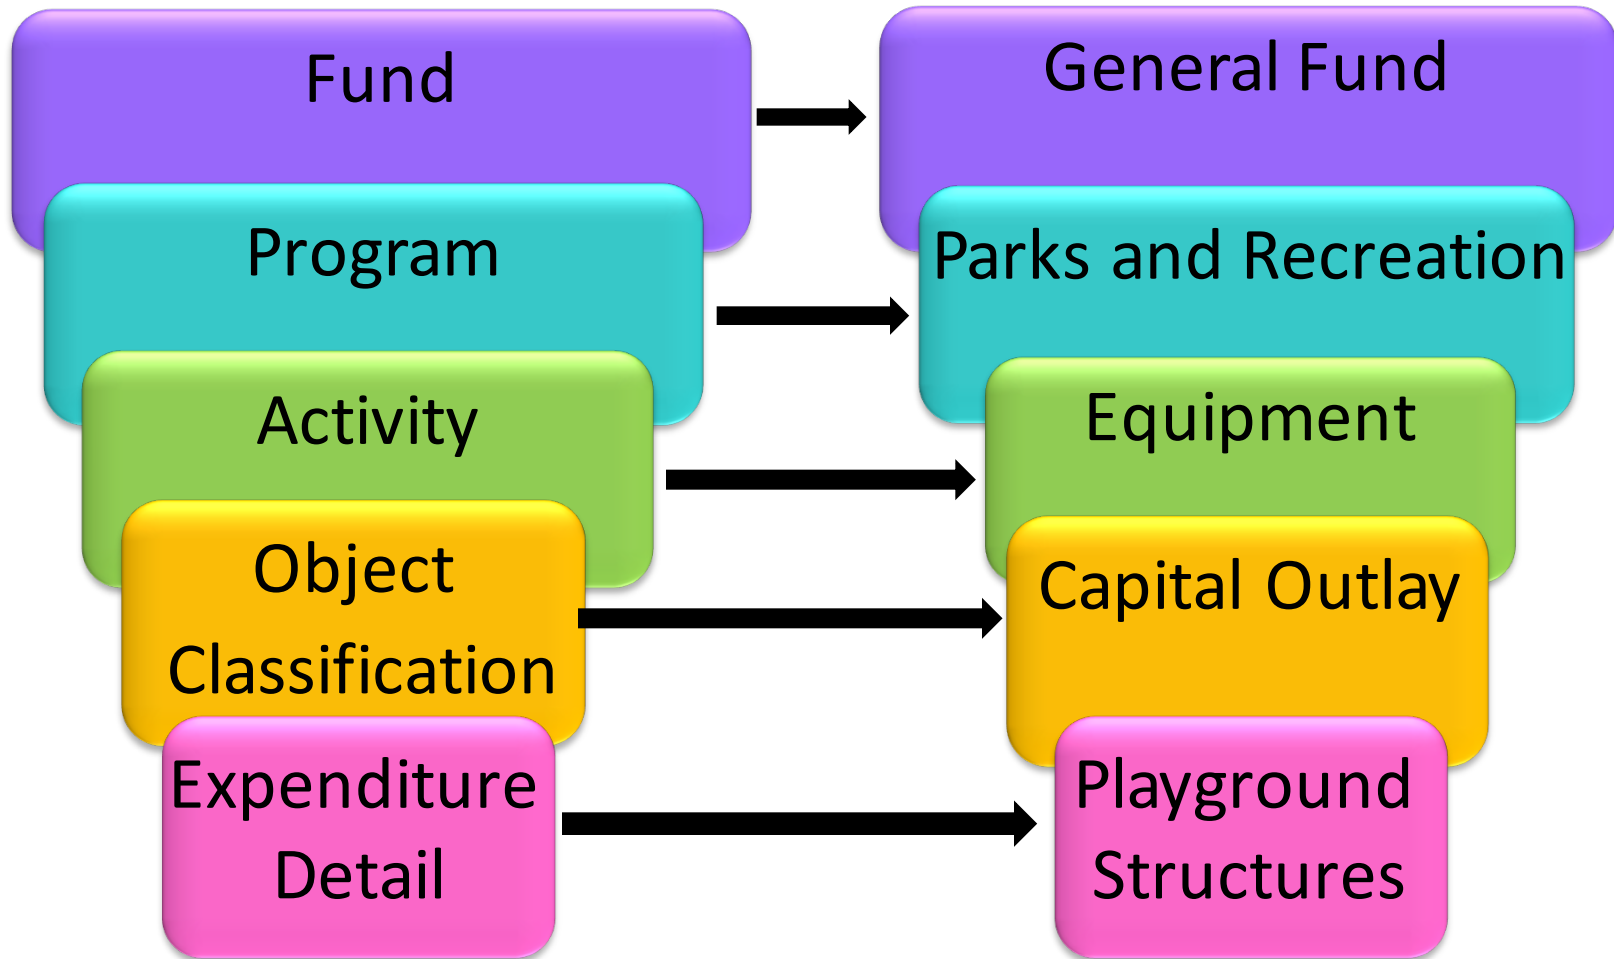 Fund
General Fund
Program
Parks and Recreation
Activity
Equipment
Object
Classification
Capital Outlay
Expenditure
Detail
Playground
Structures